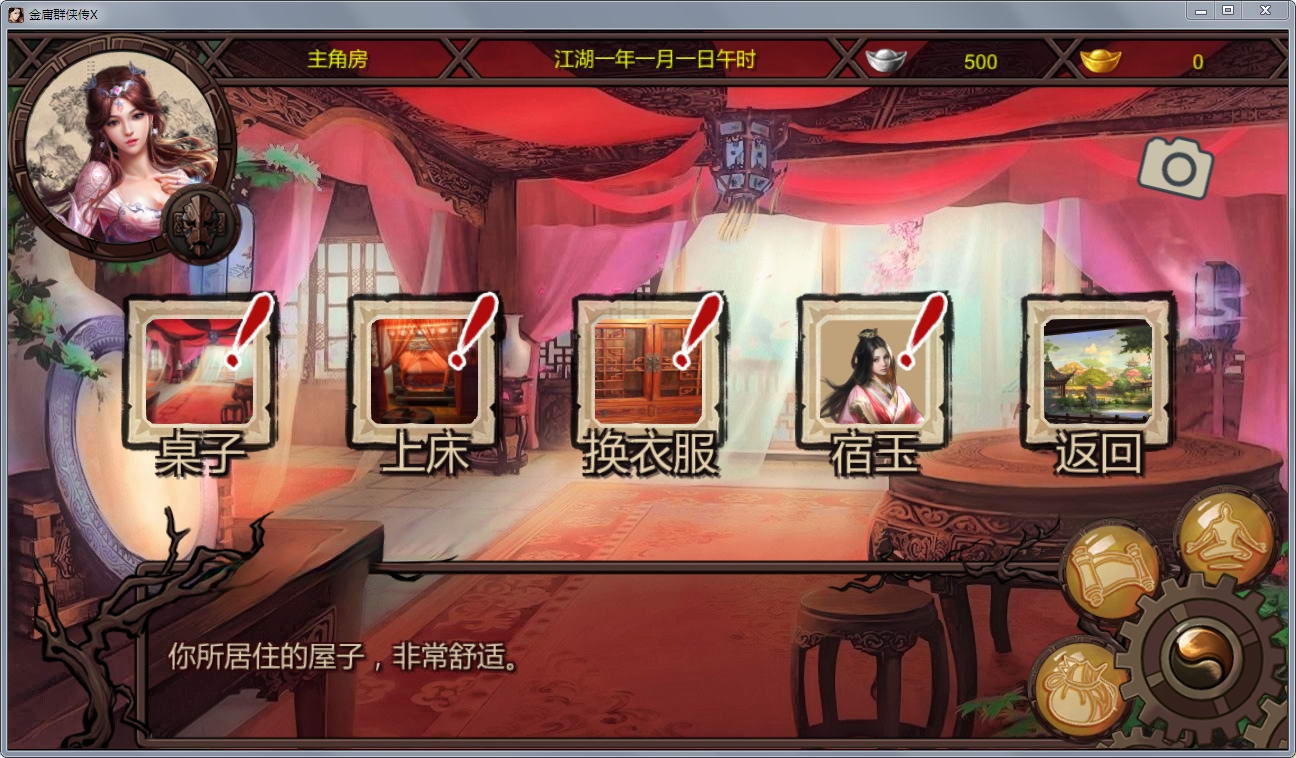 金庸群侠传X
主角房
江湖一年一月一日午时
500
0
桌子
上床
换衣服
宿玉
返回
你所居住的屋子，非常舒适。